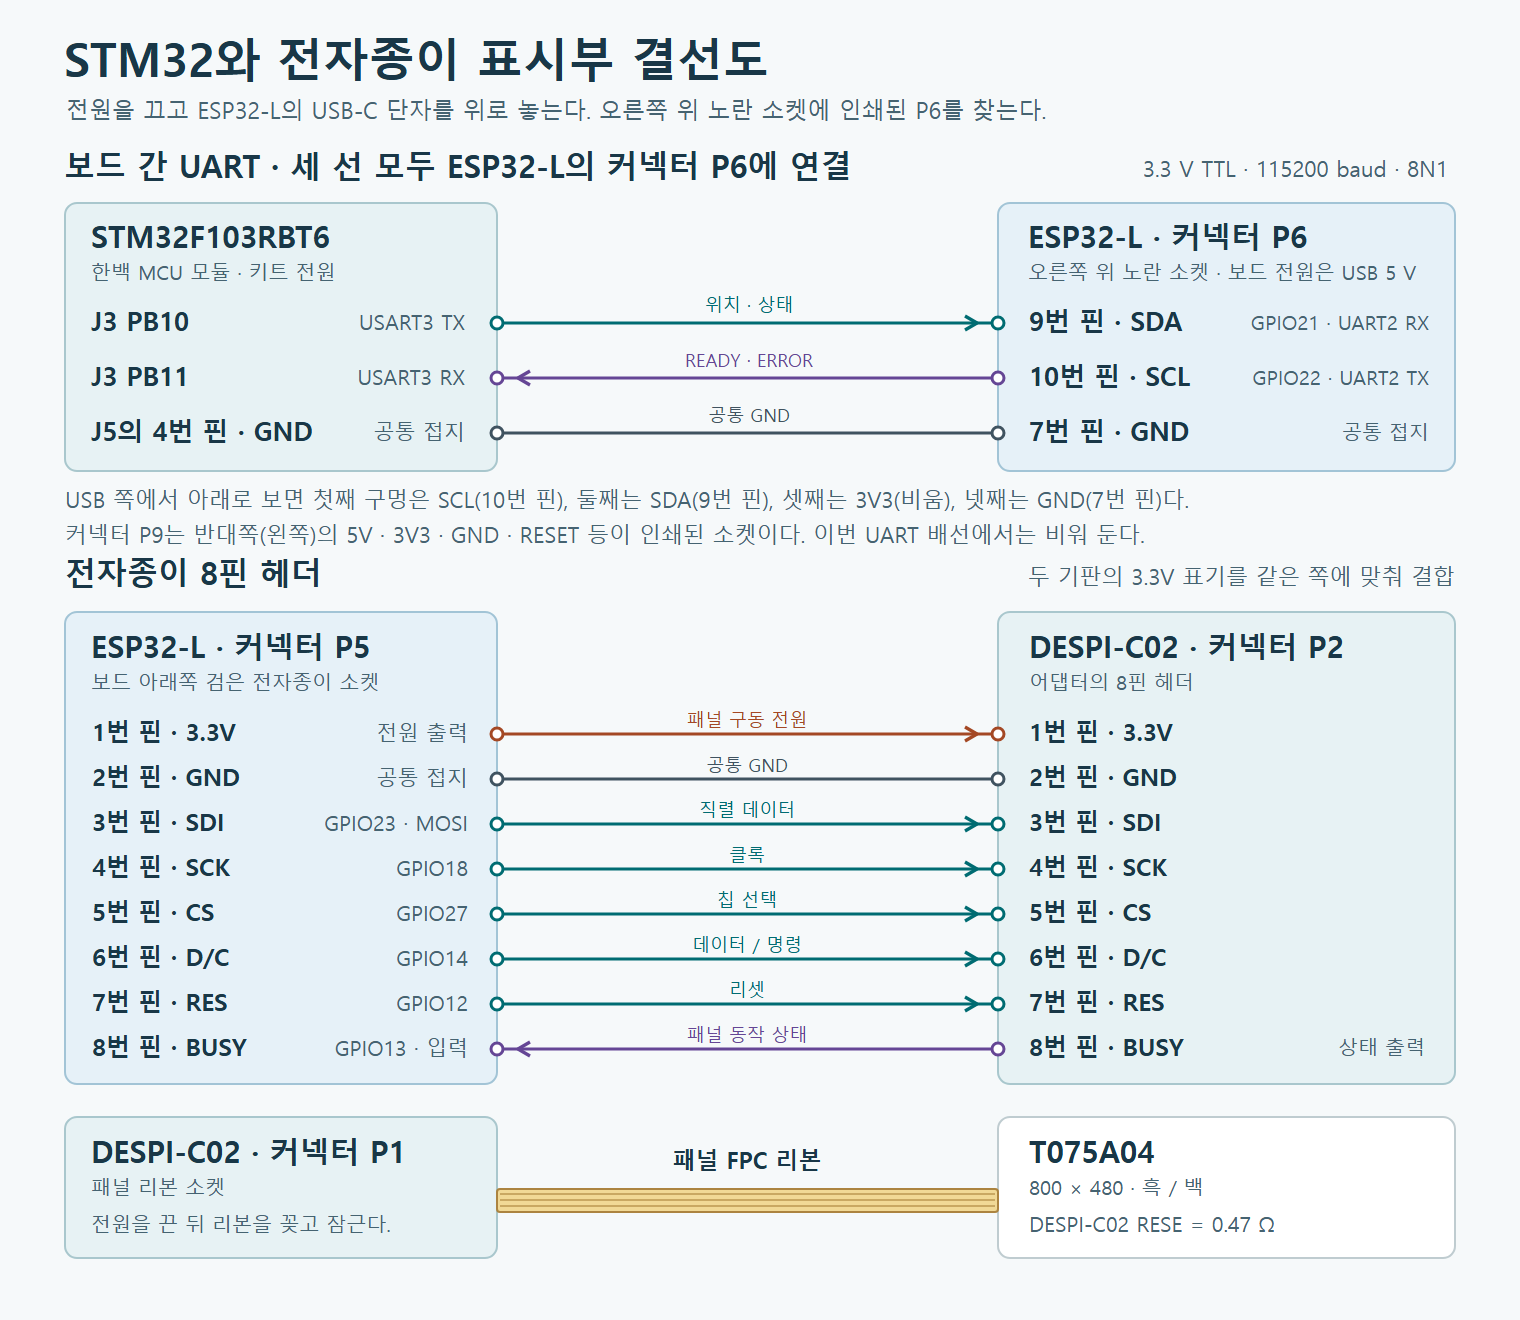 STM32와 전자종이 표시부 결선도
전원을 끄고 ESP32-L의 USB-C 단자를 위로 놓는다. 오른쪽 위 노란 소켓에 인쇄된 P6를 찾는다.
보드 간 UART · 세 선 모두 ESP32-L의 커넥터 P6에 연결
3.3 V TTL · 115200 baud · 8N1
STM32F103RBT6
한백 MCU 모듈 · 키트 전원
J3 PB10 USART3 TX
J3 PB11 USART3 RX
J5의 4번 핀 · GND 공통 접지
위치 · 상태
READY · ERROR
공통 GND
ESP32-L · 커넥터 P6
오른쪽 위 노란 소켓 · 보드 전원은 USB 5 V
9번 핀 · SDA GPIO21 · UART2 RX
10번 핀 · SCL GPIO22 · UART2 TX
7번 핀 · GND 공통 접지
USB 쪽에서 아래로 보면 첫째 구멍은 SCL(10번 핀), 둘째는 SDA(9번 핀), 셋째는 3V3(비움), 넷째는 GND(7번 핀)다.
커넥터 P9는 반대쪽(왼쪽)의 5V · 3V3 · GND · RESET 등이 인쇄된 소켓이다. 이번 UART 배선에서는 비워 둔다.
전자종이 8핀 헤더
두 기판의 3.3V 표기를 같은 쪽에 맞춰 결합
ESP32-L · 커넥터 P5
보드 아래쪽 검은 전자종이 소켓
1번 핀 · 3.3V 전원 출력
2번 핀 · GND 공통 접지
3번 핀 · SDI GPIO23 · MOSI
4번 핀 · SCK GPIO18
5번 핀 · CS GPIO27
6번 핀 · D/C GPIO14
7번 핀 · RES GPIO12
8번 핀 · BUSY GPIO13 · 입력
패널 구동 전원
공통 GND
직렬 데이터
클록
칩 선택
데이터 / 명령
리셋
패널 동작 상태
DESPI-C02 · 커넥터 P2
어댑터의 8핀 헤더
1번 핀 · 3.3V
2번 핀 · GND
3번 핀 · SDI
4번 핀 · SCK
5번 핀 · CS
6번 핀 · D/C
7번 핀 · RES
8번 핀 · BUSY 상태 출력
DESPI-C02 · 커넥터 P1
패널 리본 소켓
전원을 끈 뒤 리본을 꽂고 잠근다.
패널 FPC 리본
T075A04
800 × 480 · 흑 / 백
DESPI-C02 RESE = 0.47 Ω